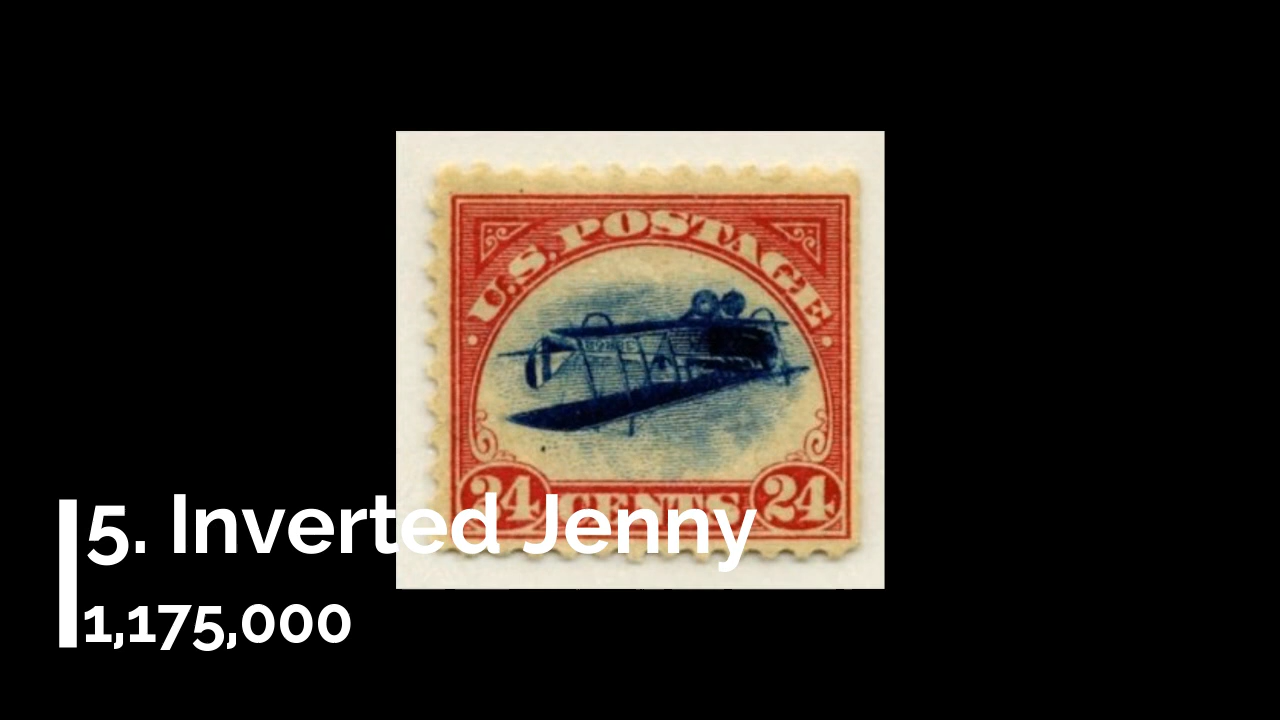 U.S. POSTAGE
24 CENTS 24
5. Inverted Jenny
1,175,000